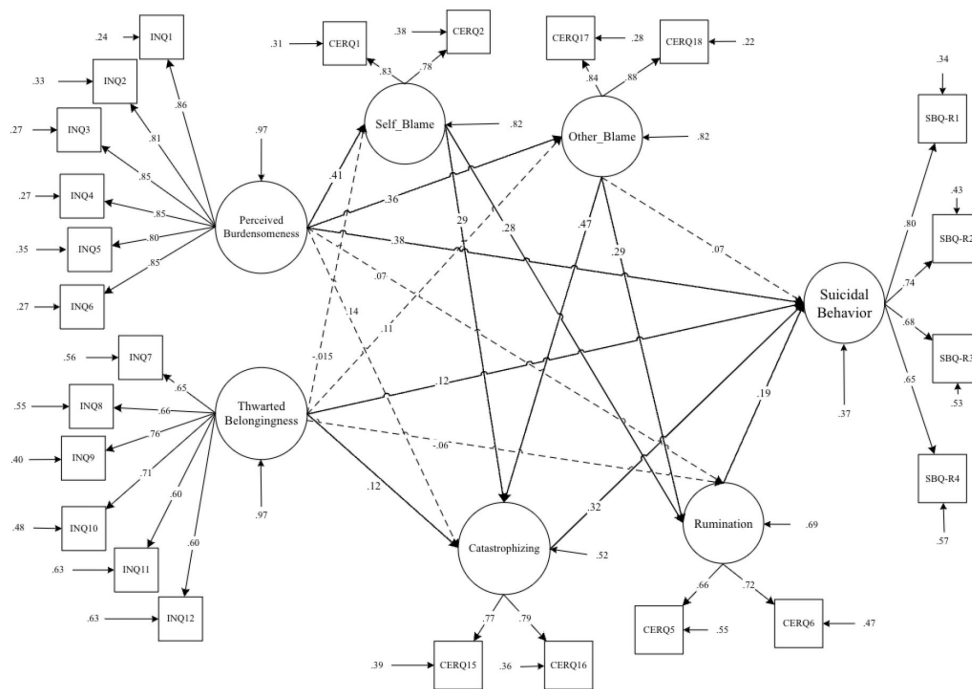 .24
INQ1
.31
CERQ1
.38
CERQ2
CERQ17
.28
CERQ18
.22
.34
SBQ-R1
.33
INQ2
.86
.83
.78
.84
.88
.27
INQ3
.81
.97
Self_Blame
.82
Other_Blame
.82
.85
.27
INQ4
.85
.41
.36
.80
.43
SBQ-R2
.35
INQ5
.80
Perceived
Burdensomeness
.38
.29
.28
.47
.29
.07
.27
INQ6
.85
.07
.74
Suicidal
Behavior
.14
.11
.68
SBQ-R3
.56
INQ7
-.015
.65
.65
.53
.55
INQ8
.66
Thwarted
Belongingness
.12
.19
.37
.40
INQ9
.76
-.06
.71
.12
SBQ-R4
.48
INQ10
.60
.97
.32
.60
Catastrophizing
.52
Rumination
.69
.57
.63
INQ11
.66
.72
.63
INQ12
.77
.79
CERQ5
.55
CERQ6
.47
.39
CERQ15
.36
CERQ16